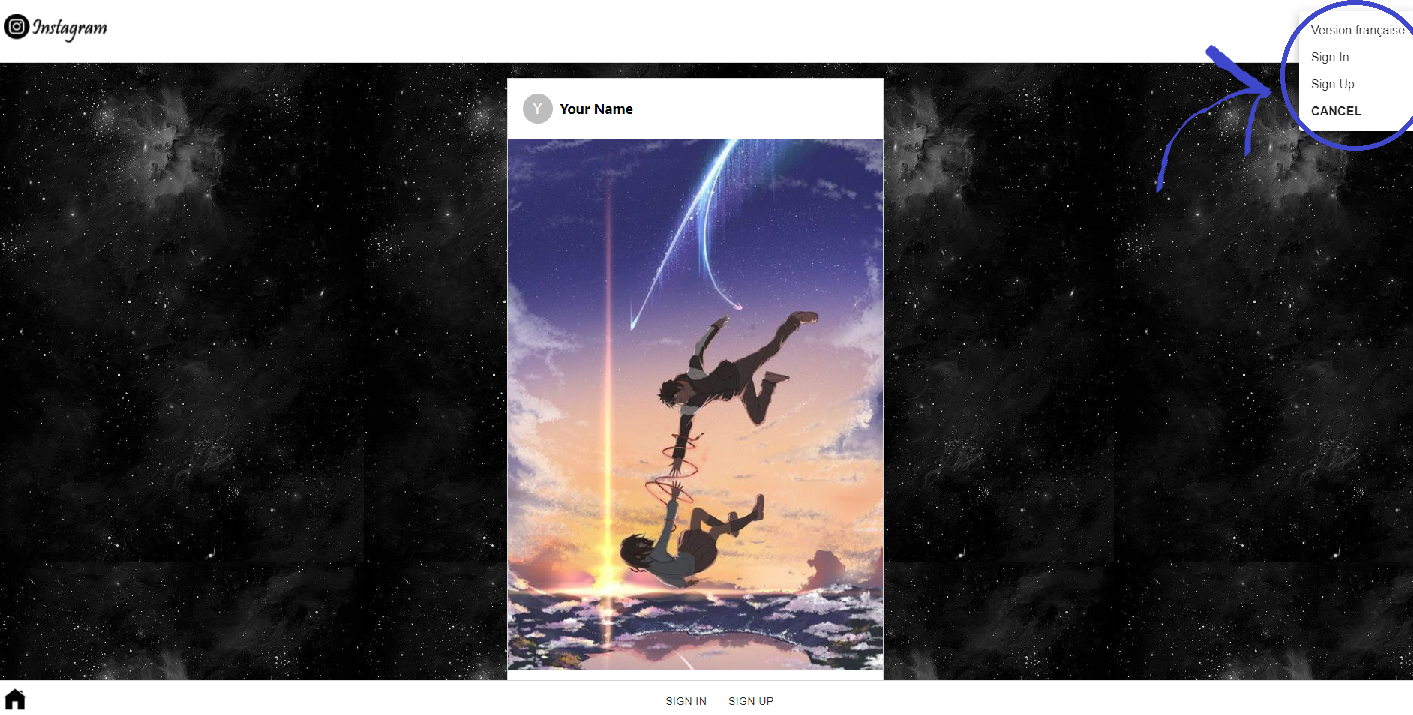 Instagram
Version française
Sign In
Sign Up
CANCEL
Y
Your Name
SIGN IN
SIGN UP